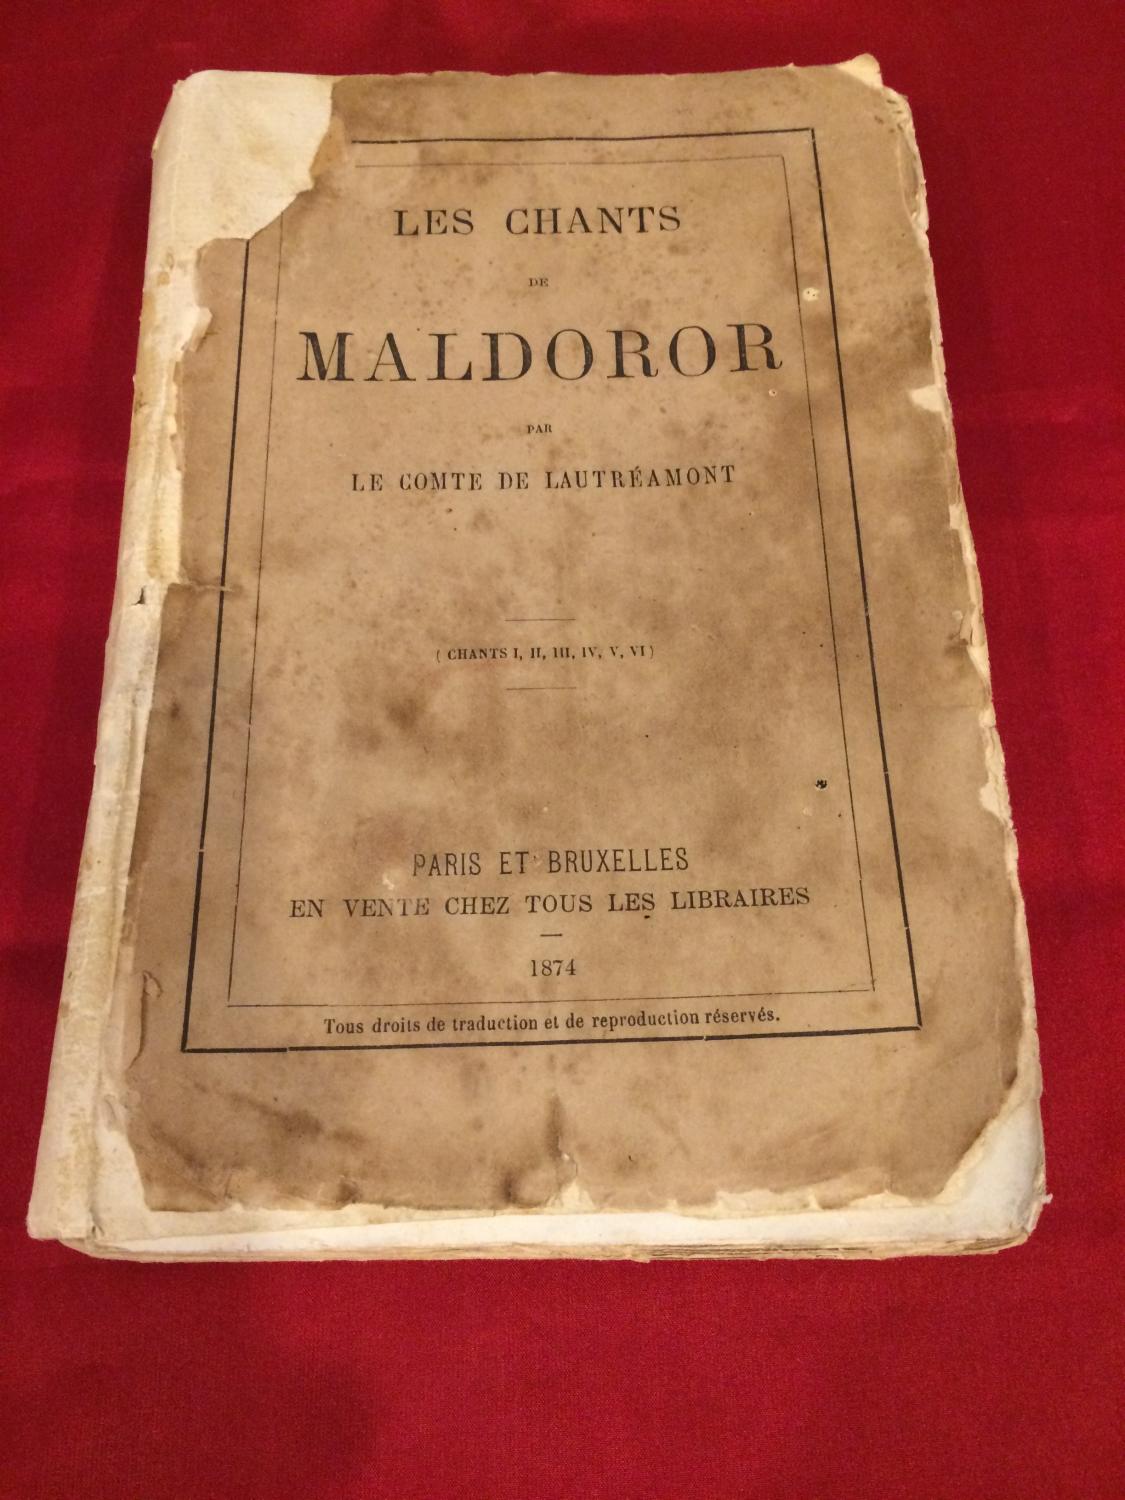 LES CHANTS
DE
MALDOROR
PAR
LE COMTE DE LAUTRÉAMONT
( CHANTS I, II, III, IV, V, VI )
PARIS ET BRUXELLES
EN VENTE CHEZ TOUS LES LIBRAIRES
1874
Tous droits de traduction et de reproduction réservés.